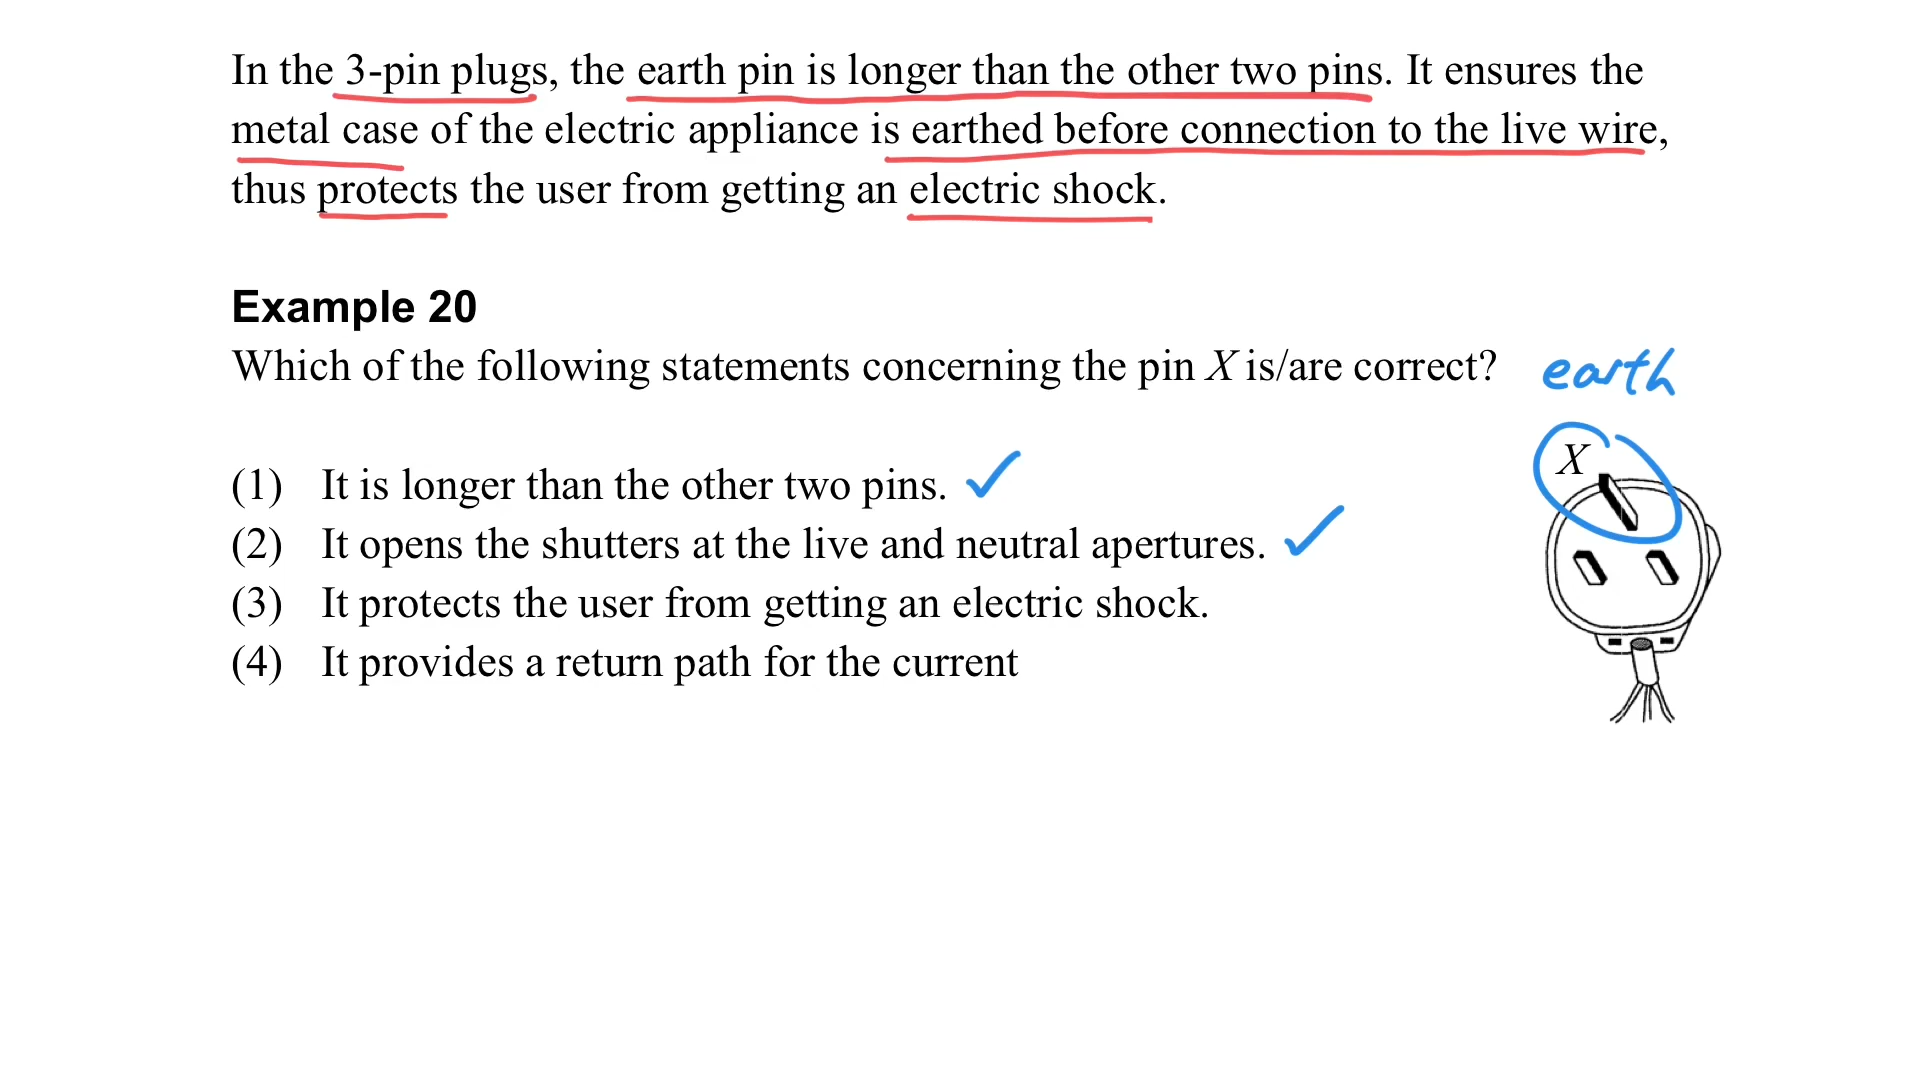 In the 3-pin plugs, the earth pin is longer than the other two pins. It ensures the
metal case of the electric appliance is earthed before connection to the live wire,
thus protects the user from getting an electric shock.
Example 20
Which of the following statements concerning the pin X is/are correct?
earth
X
(1) It is longer than the other two pins. ✓
(2) It opens the shutters at the live and neutral apertures. ✓
(3) It protects the user from getting an electric shock.
(4) It provides a return path for the current